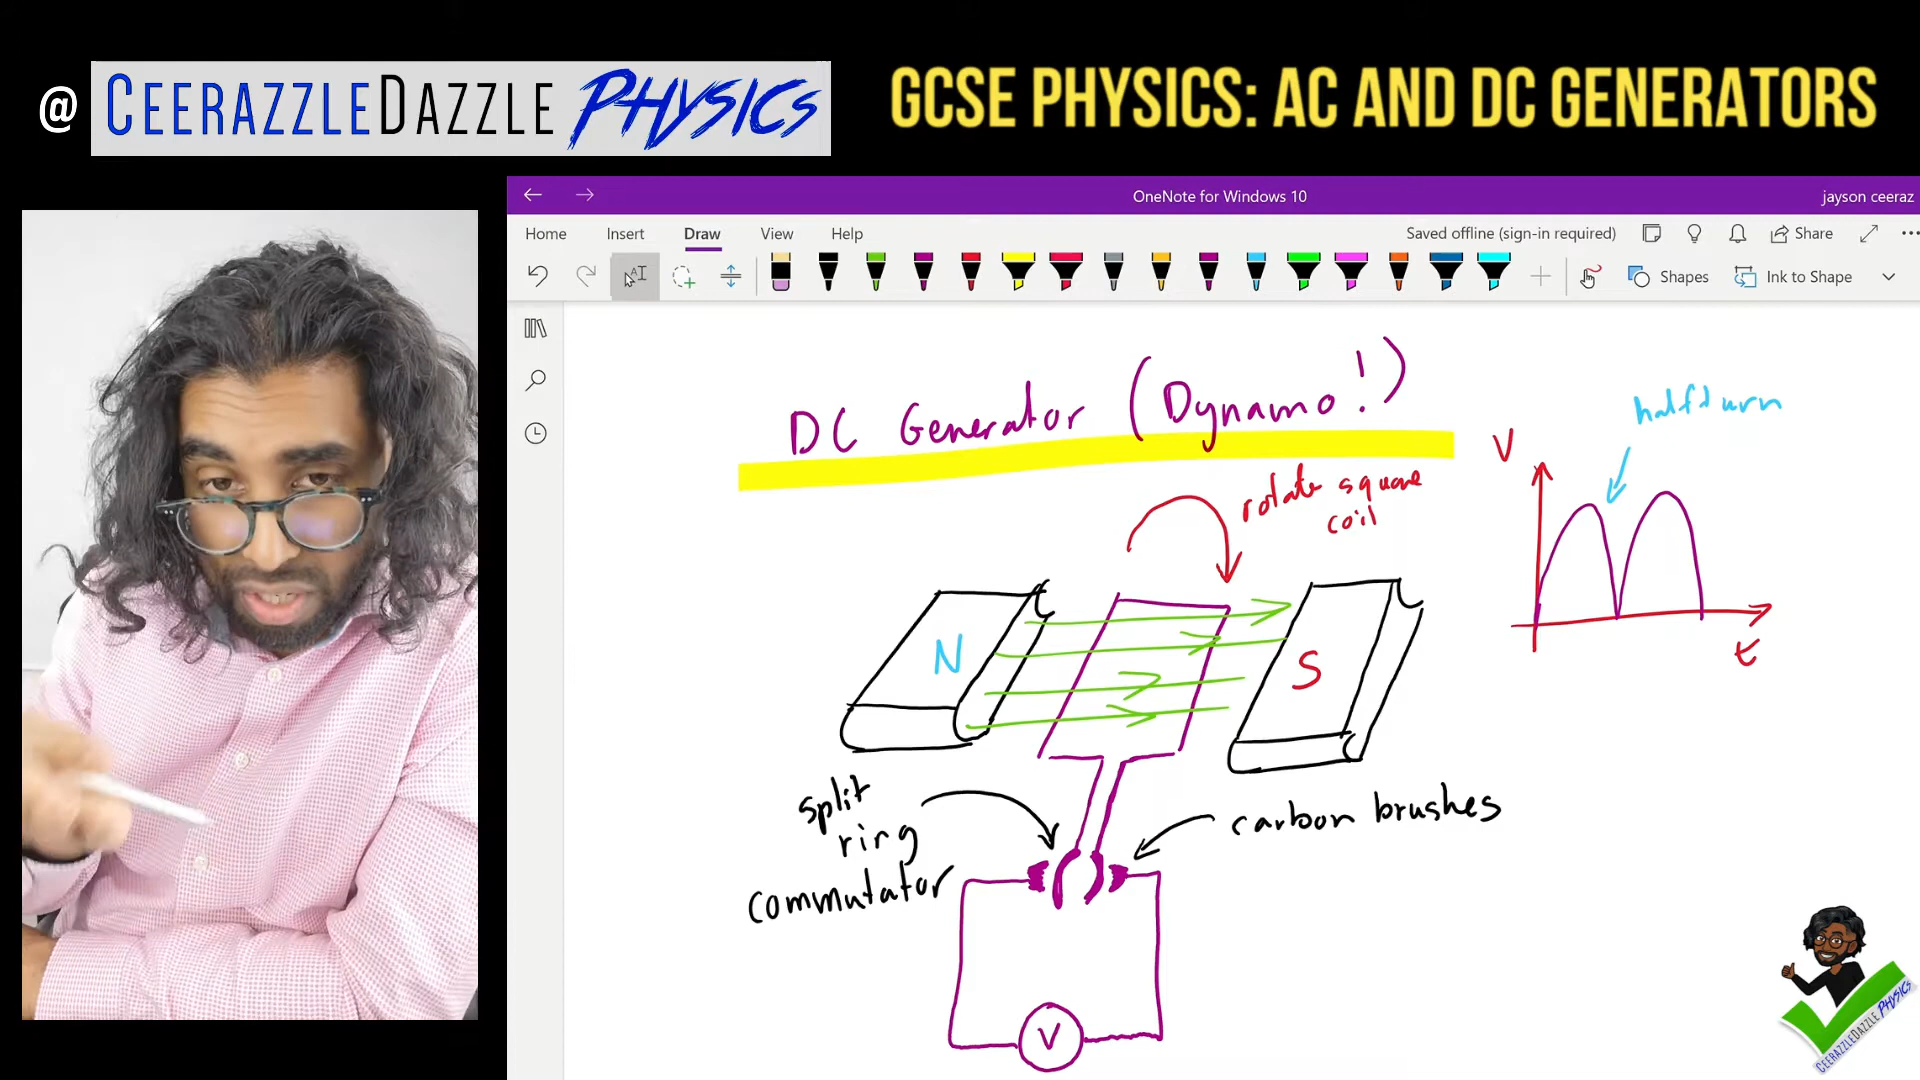 @ CEERAZZLEDAZZLE PHYSICS
GCSE PHYSICS: AC AND DC GENERATORS
OneNote for Windows 10
jayson ceeraz
Home Insert Draw View Help
Saved offline (sign-in required)
Share
Shapes
Ink to Shape
DC Generator (Dynamo!)
half turn
V
rotate square
coil
N
S
t
split
ring
commutator
carbon brushes
V
CEERAZZLEDAZZLE PHYSICS